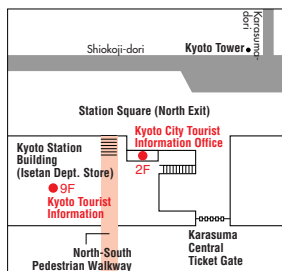 Karasuma-
dori
Shiokoji-dori
Kyoto Tower
Station Square (North Exit)
Kyoto City Tourist
Information Office
2F
Kyoto Station
Building
(Isetan Dept. Store)
9F
Kyoto Tourist
Information
North-South
Pedestrian Walkway
Karasuma
Central
Ticket Gate